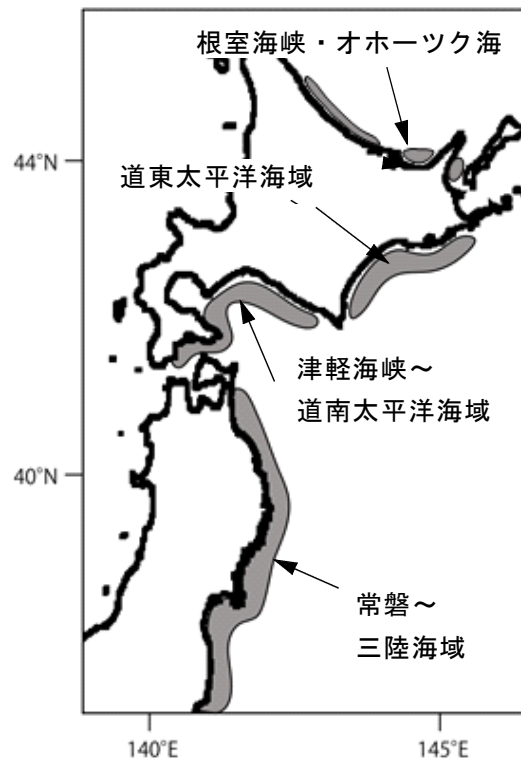 根室海峡・オホーツク海
44°N
道東太平洋海域
津軽海峡～
道南太平洋海域
40°N
常磐～
三陸海域
140°E
145°E